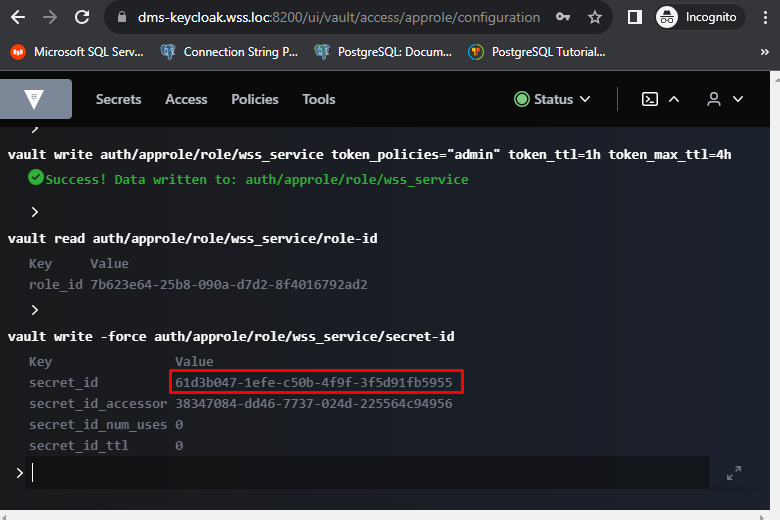 dms-keycloak.wss.loc:8200/ui/vault/access/approle/configuration
Incognito
Microsoft SQL Serv...
Connection String P...
PostgreSQL: Docum...
PostgreSQL Tutorial...
»
Secrets
Access
Policies
Tools
Status
>
vault write auth/approle/role/wss_service token_policies="admin" token_ttl=1h token_max_ttl=4h
Success! Data written to: auth/approle/role/wss_service
>
vault read auth/approle/role/wss_service/role-id
Key Value
role_id 7b623e64-25b8-090a-d7d2-8f4016792ad2
>
vault write -force auth/approle/role/wss_service/secret-id
Key Value
secret_id 61d3b047-1efe-c50b-4f9f-3f5d91fb5955
secret_id_accessor 38347084-dd46-7737-024d-225564c94956
secret_id_num_uses 0
secret_id_ttl 0
>